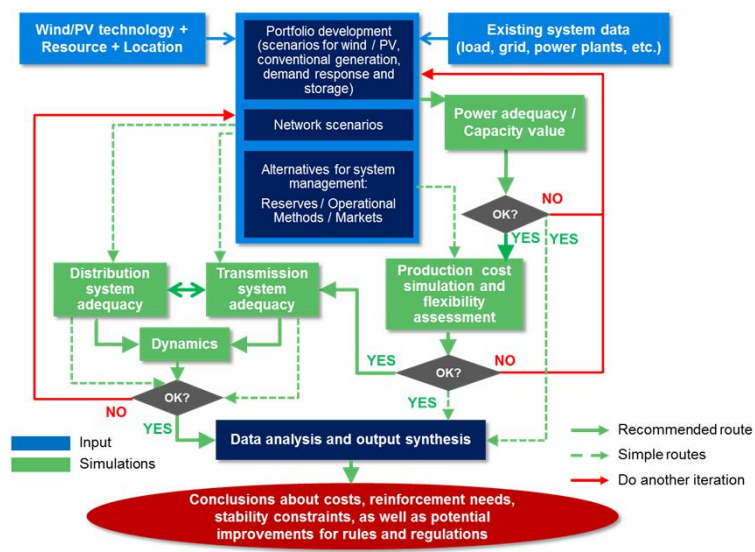 Wind/PV technology +
Resource + Location
Portfolio development
(scenarios for wind / PV,
conventional generation,
demand response and
storage)
Existing system data
(load, grid, power plants, etc.)
Network scenarios
Power adequacy /
Capacity value
Alternatives for system
management:
Reserves / Operational
Methods / Markets
OK?
NO
YES
YES
Distribution
system
adequacy
Transmission
system
adequacy
Production cost
simulation and
flexibility
assessment
Dynamics
YES
OK?
NO
YES
OK?
NO
YES
Data analysis and output synthesis
Input
Simulations
Recommended route
Simple routes
Do another iteration
Conclusions about costs, reinforcement needs,
stability constraints, as well as potential
improvements for rules and regulations